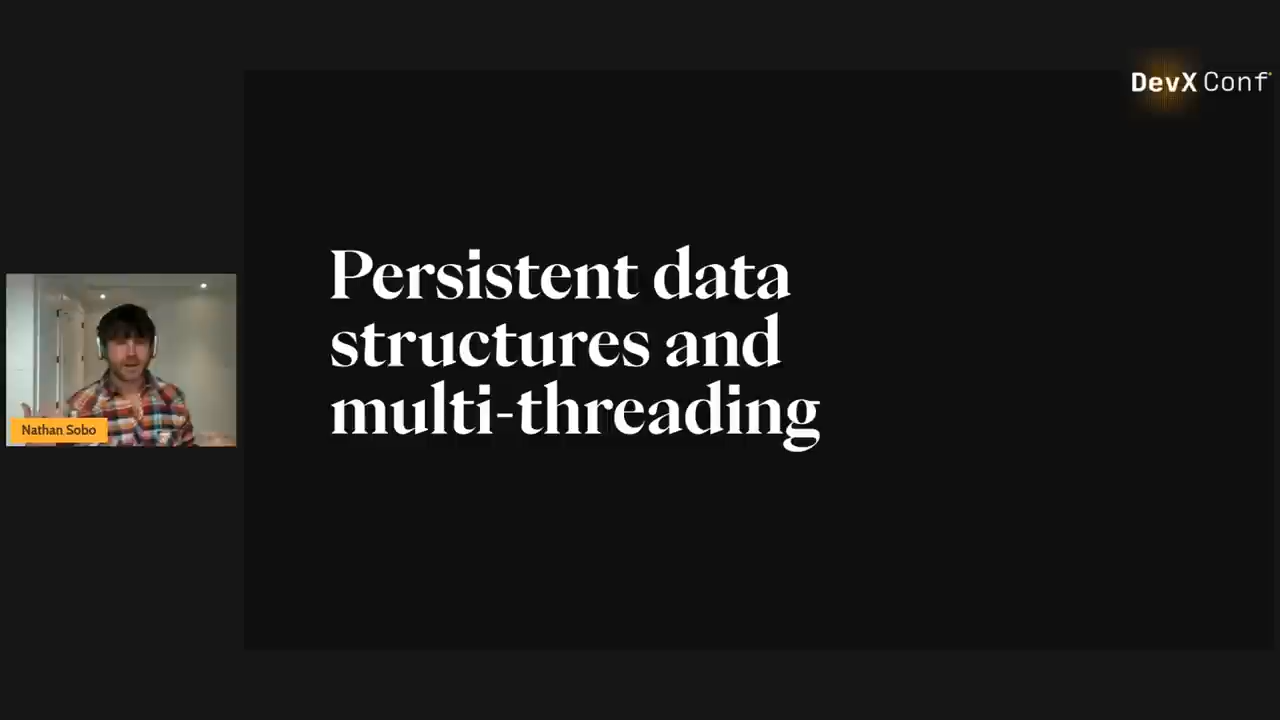 DevX Conf
Persistent data
structures and
multi-threading
Nathan Sobo